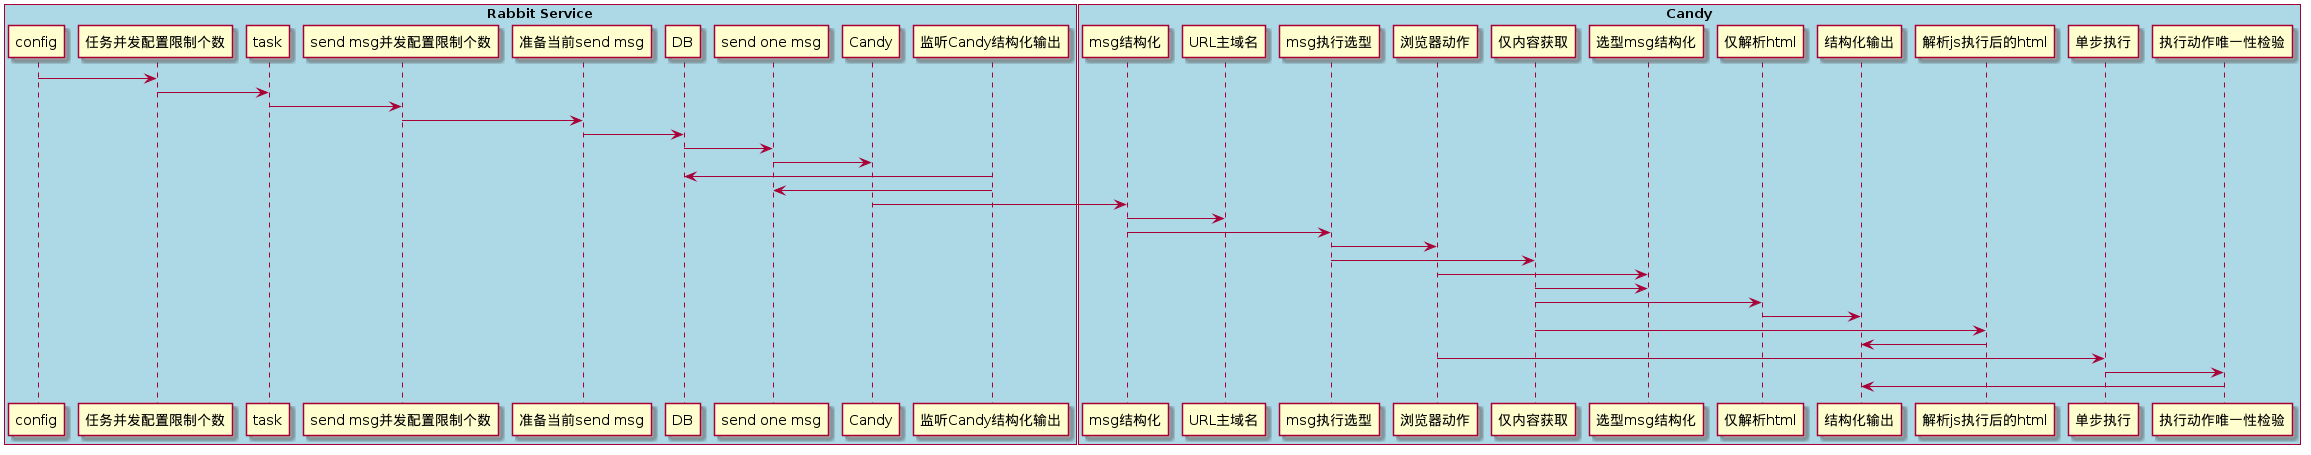 Rabbit Service
Candy
config
任务并发配置限制个数
task
send msg并发配置限制个数
准备当前send msg
DB
send one msg
Candy
监听Candy结构化输出
msg结构化
URL主域名
msg执行选型
浏览器动作
仅内容获取
选型msg结构化
仅解析html
结构化输出
解析js执行后的html
单步执行
执行动作唯一性检验
config
任务并发配置限制个数
task
send msg并发配置限制个数
准备当前send msg
DB
send one msg
Candy
监听Candy结构化输出
msg结构化
URL主域名
msg执行选型
浏览器动作
仅内容获取
选型msg结构化
仅解析html
结构化输出
解析js执行后的html
单步执行
执行动作唯一性检验